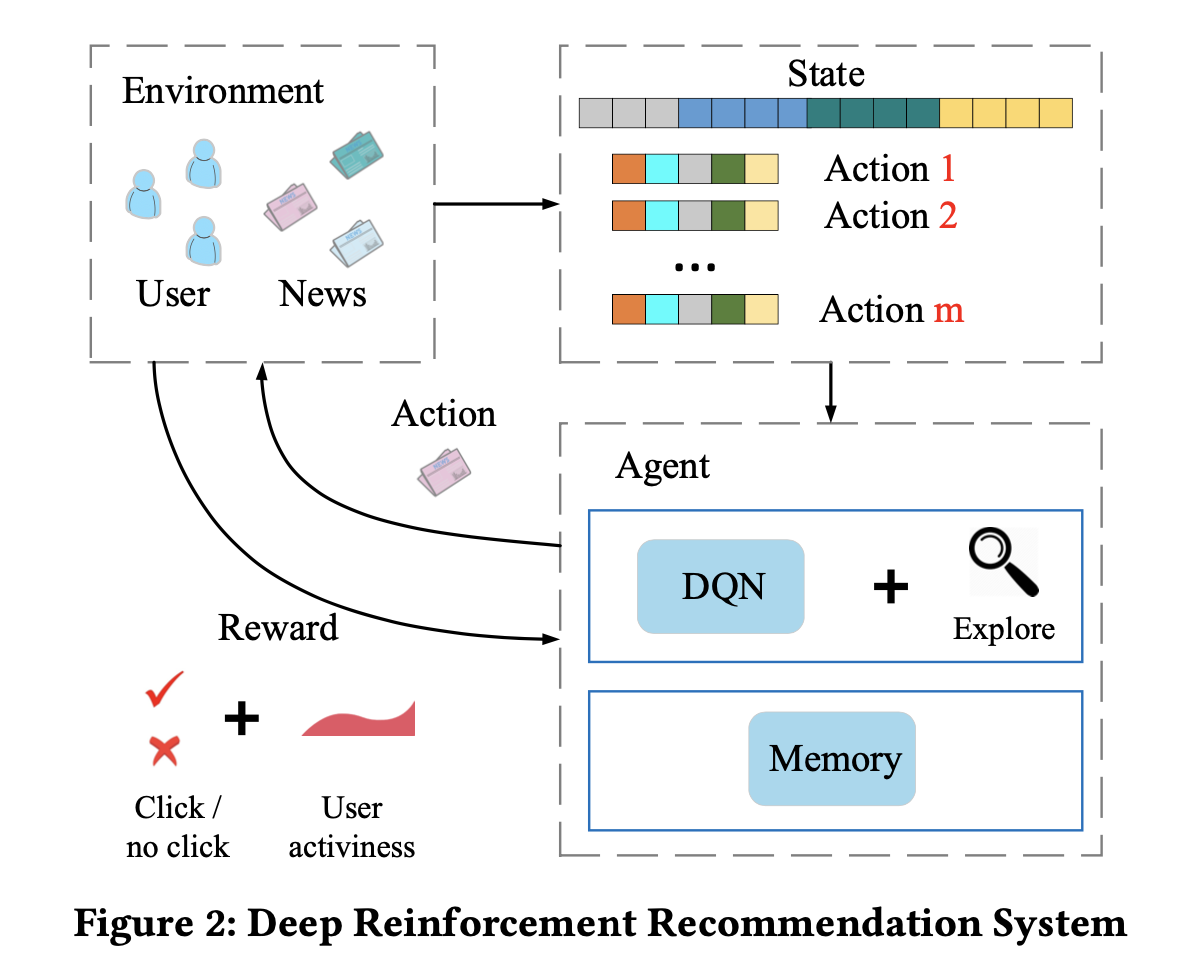 Environment
User
News
State
Action 1
Action 2
...
Action m
Action
Agent
DQN
+
Explore
Memory
Reward
+
Click /
no click
User
activiness
Figure 2: Deep Reinforcement Recommendation System